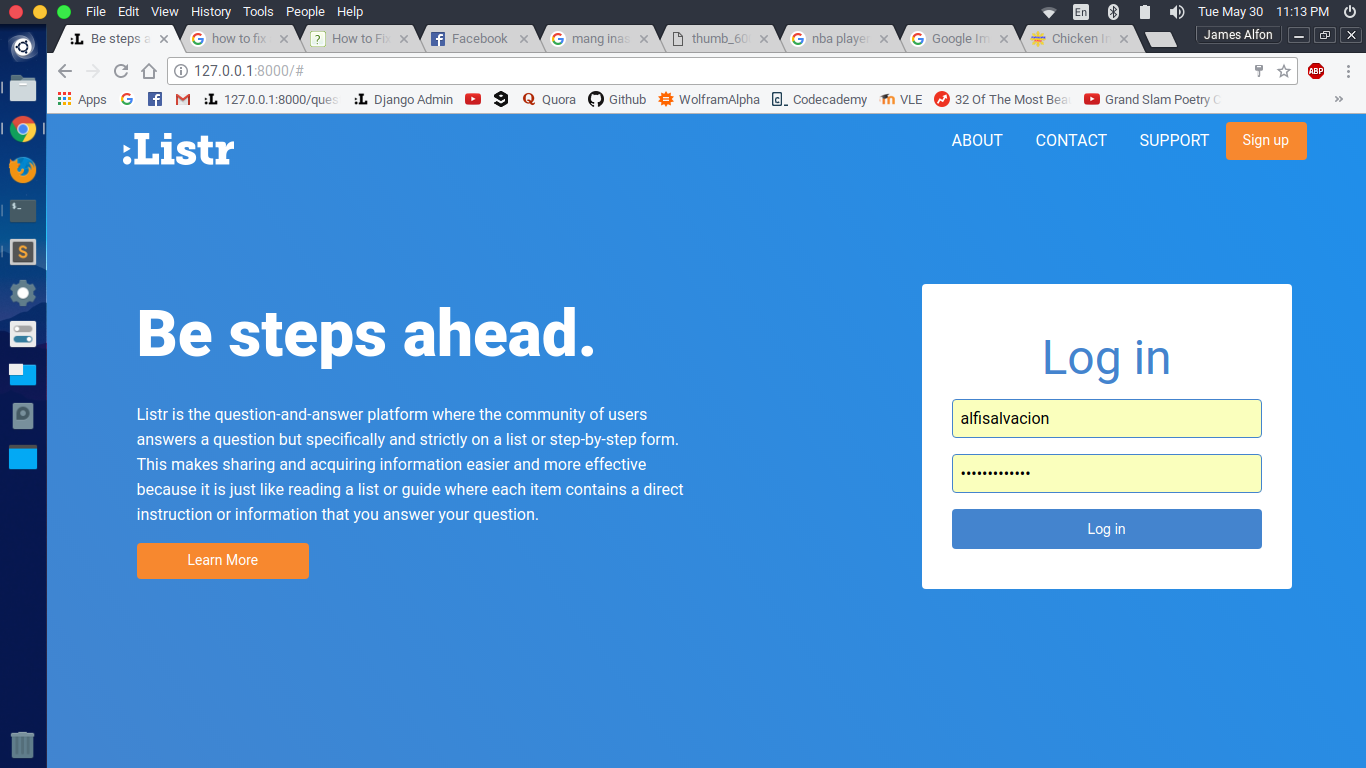 File Edit View History Tools People Help
En
Tue May 30 11:13 PM
Be steps a
how to fix
How to Fix
Facebook
mang inas
thumb_600
nba player
Google Im
Chicken In
James Alfon
127.0.0.1:8000/#
ABP
Apps
:L 127.0.0.1:8000/ques
:L Django Admin
Quora
Github
WolframAlpha
Codecademy
VLE
32 Of The Most Bea
Grand Slam Poetry C
»
:Listr
ABOUT CONTACT SUPPORT Sign up
Be steps ahead.
Listr is the question-and-answer platform where the community of users
answers a question but specifically and strictly on a list or step-by-step form.
This makes sharing and acquiring information easier and more effective
because it is just like reading a list or guide where each item contains a direct
instruction or information that you answer your question.
Learn More
Log in
alfisalvacion
•••••••••••••
Log in